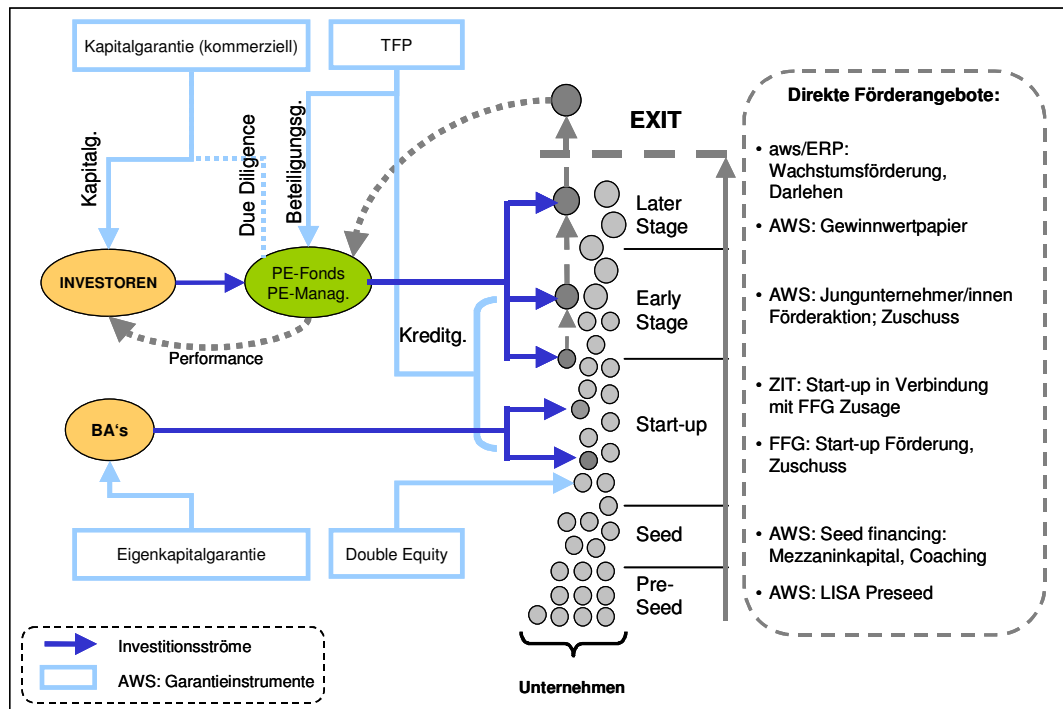 Kapitalgarantie (kommerziell)
TFP
Kapitalg.
Due Diligence
Beteiligungsg.
INVESTOREN
PE-Fonds
PE-Manag.
Performance
Kreditg.
BA's
Eigenkapitalgarantie
Double Equity
EXIT
Later
Stage
Early
Stage
Start-up
Seed
Pre-
Seed
Unternehmen
Investitionsströme
AWS: Garantieinstrumente
Direkte Förderangebote:
• aws/ERP:
Wachstumsförderung,
Darlehen
• AWS: Gewinnwertpapier
• AWS: Jungunternehmer/innen
Förderaktion; Zuschuss
• ZIT: Start-up in Verbindung
mit FFG Zusage
• FFG: Start-up Förderung,
Zuschuss
• AWS: Seed financing:
Mezzaninkapital, Coaching
• AWS: LISA Preseed